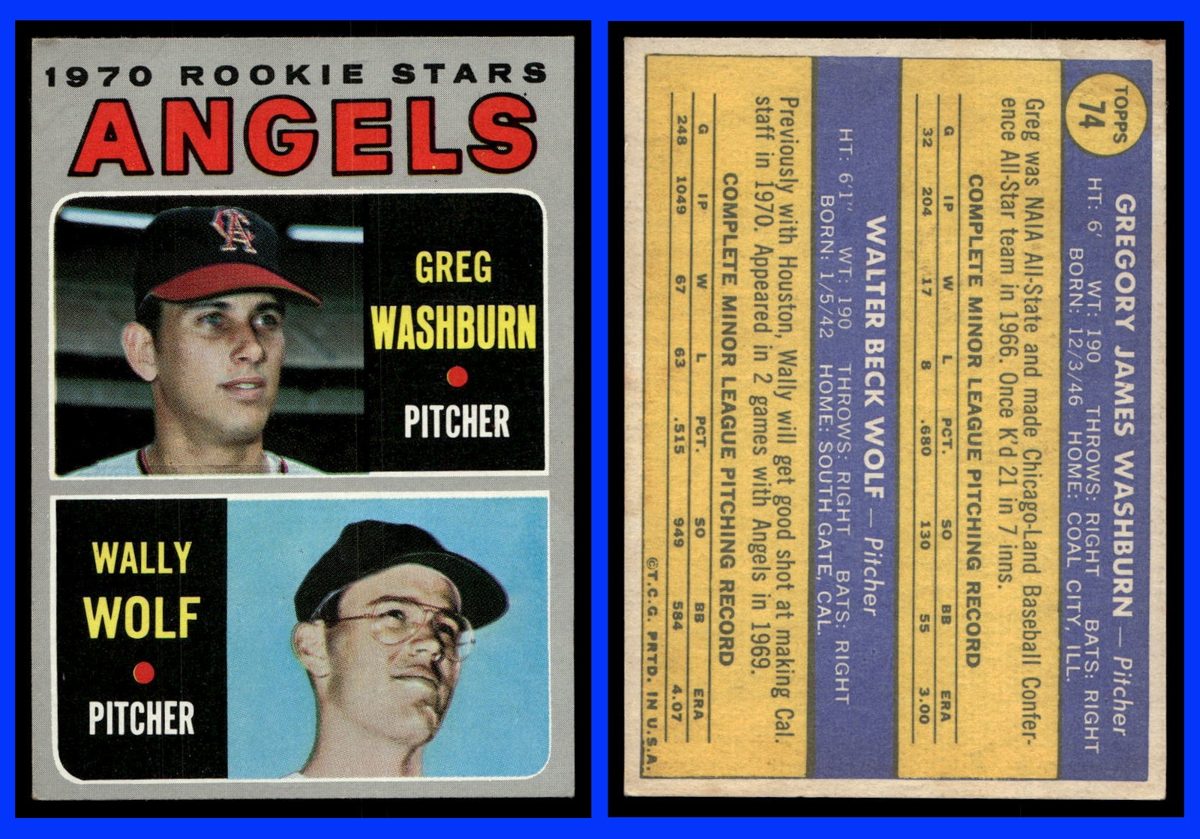 1970 ROOKIE STARS
ANGELS
CA
GREG
WASHBURN
PITCHER
WALLY
WOLF
PITCHER
TOPPS
74
GREGORY JAMES WASHBURN — Pitcher
HT: 6' WT: 190 THROWS: RIGHT BATS: RIGHT
BORN: 12/3/46 HOME: COAL CITY, ILL.
Greg was NAIA All-State and made Chicago-Land Baseball Confer-
ence All-Star team in 1966. Once K'd 21 in 7 inns.
COMPLETE MINOR LEAGUE PITCHING RECORD
G IP W L PCT. SO BB ERA
32 204 17 8 .680 130 55 3.00
WALTER BECK WOLF — Pitcher
HT: 6'1" WT: 190 THROWS: RIGHT BATS: RIGHT
BORN: 1/5/42 HOME: SOUTH GATE, CAL.
Previously with Houston, Wally will get good shot at making Cal.
staff in 1970. Appeared in 2 games with Angels in 1969.
COMPLETE MINOR LEAGUE PITCHING RECORD
G IP W L PCT. SO BB ERA
248 1049 67 63 .515 949 584 4.07
©T.C.G. PRTD. IN U.S.A.